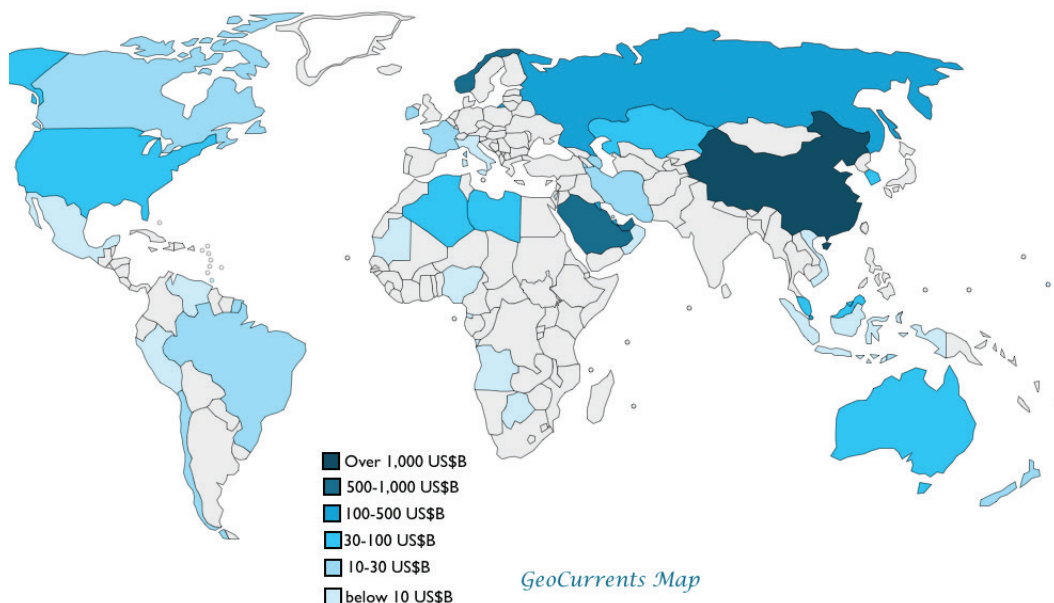 Over 1,000 US$B
500-1,000 US$B
100-500 US$B
30-100 US$B
10-30 US$B
below 10 US$B
GeoCurrents Map